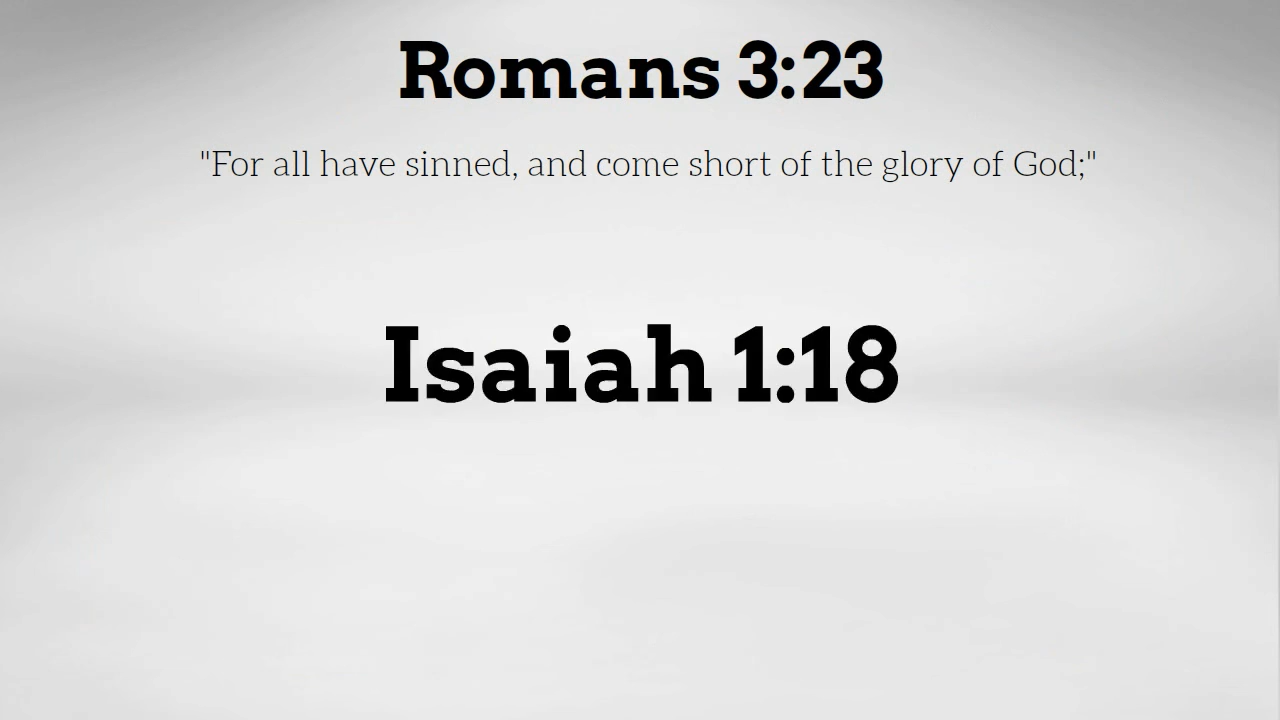 Romans 3:23
"For all have sinned, and come short of the glory of God;"
Isaiah 1:18